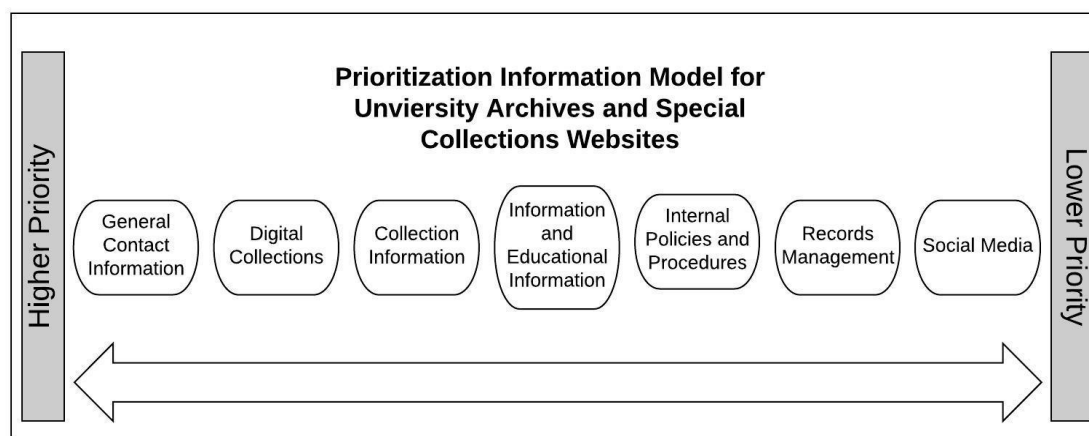 Prioritization Information Model for
Unviersity Archives and Special
Collections Websites
Higher Priority
General
Contact
Information
Digital
Collections
Collection
Information
Information
and
Educational
Information
Internal
Policies and
Procedures
Records
Management
Social Media
Lower Priority